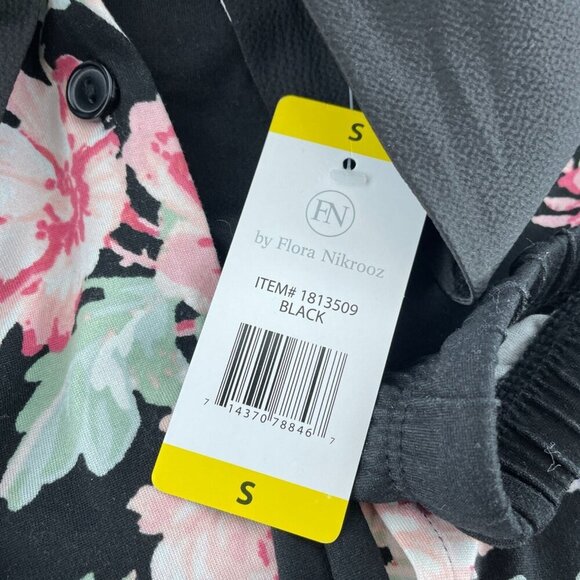 S
FN
by Flora Nikrooz
ITEM# 1813509
BLACK
7 14370 78846 7
S